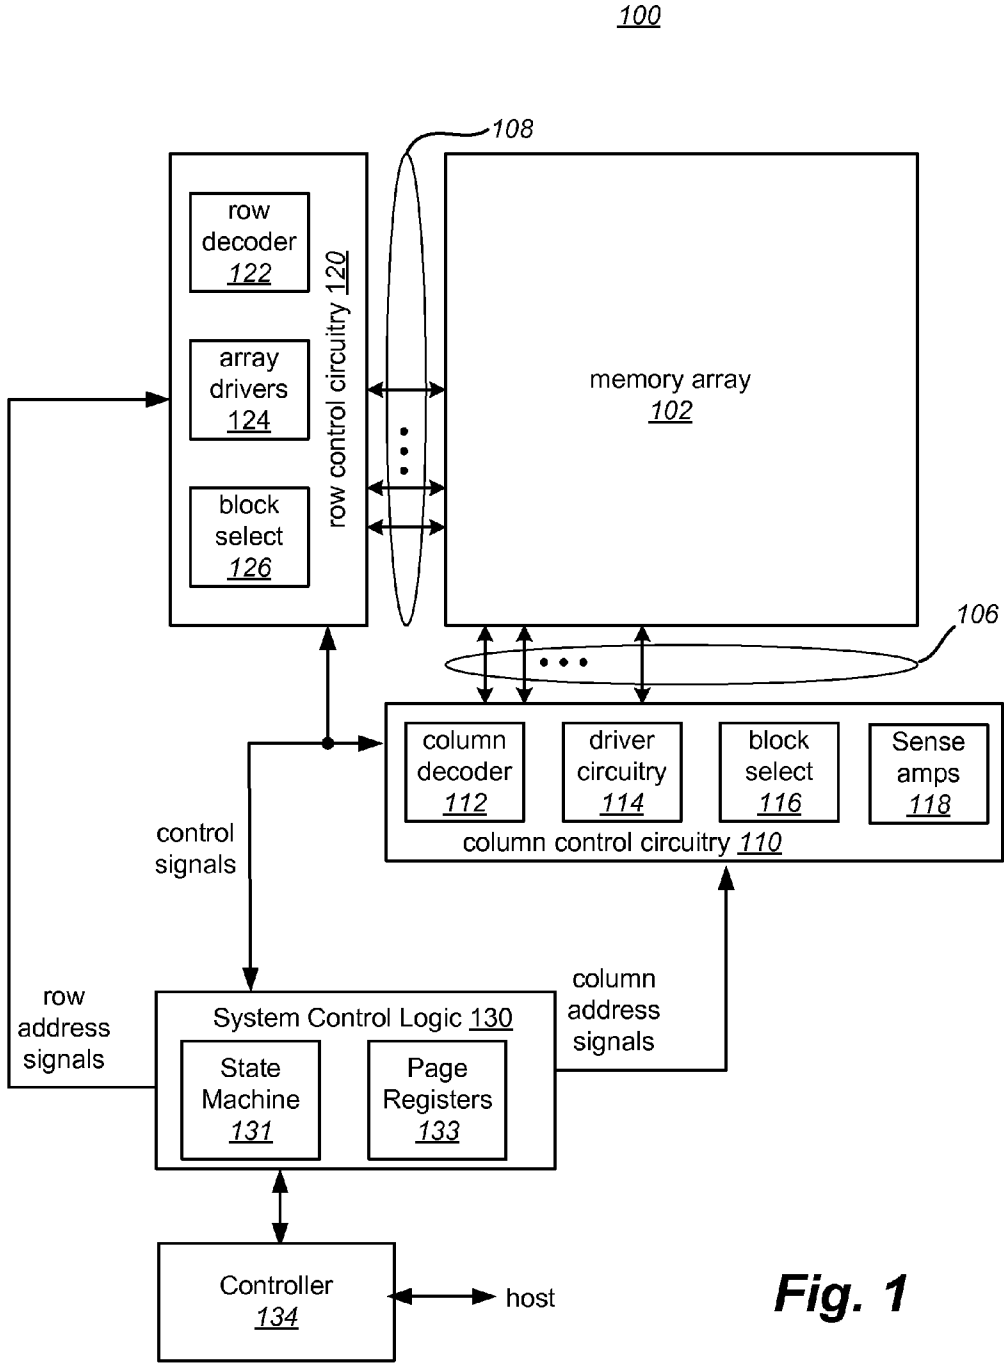 100
108
row
decoder
122
array
drivers
124
block
select
126
row control circuitry 120
memory array
102
106
column
decoder
112
driver
circuitry
114
block
select
116
Sense
amps
118
column control circuitry 110
control
signals
row
address
signals
column
address
signals
System Control Logic 130
State
Machine
131
Page
Registers
133
Controller
134
host
Fig. 1